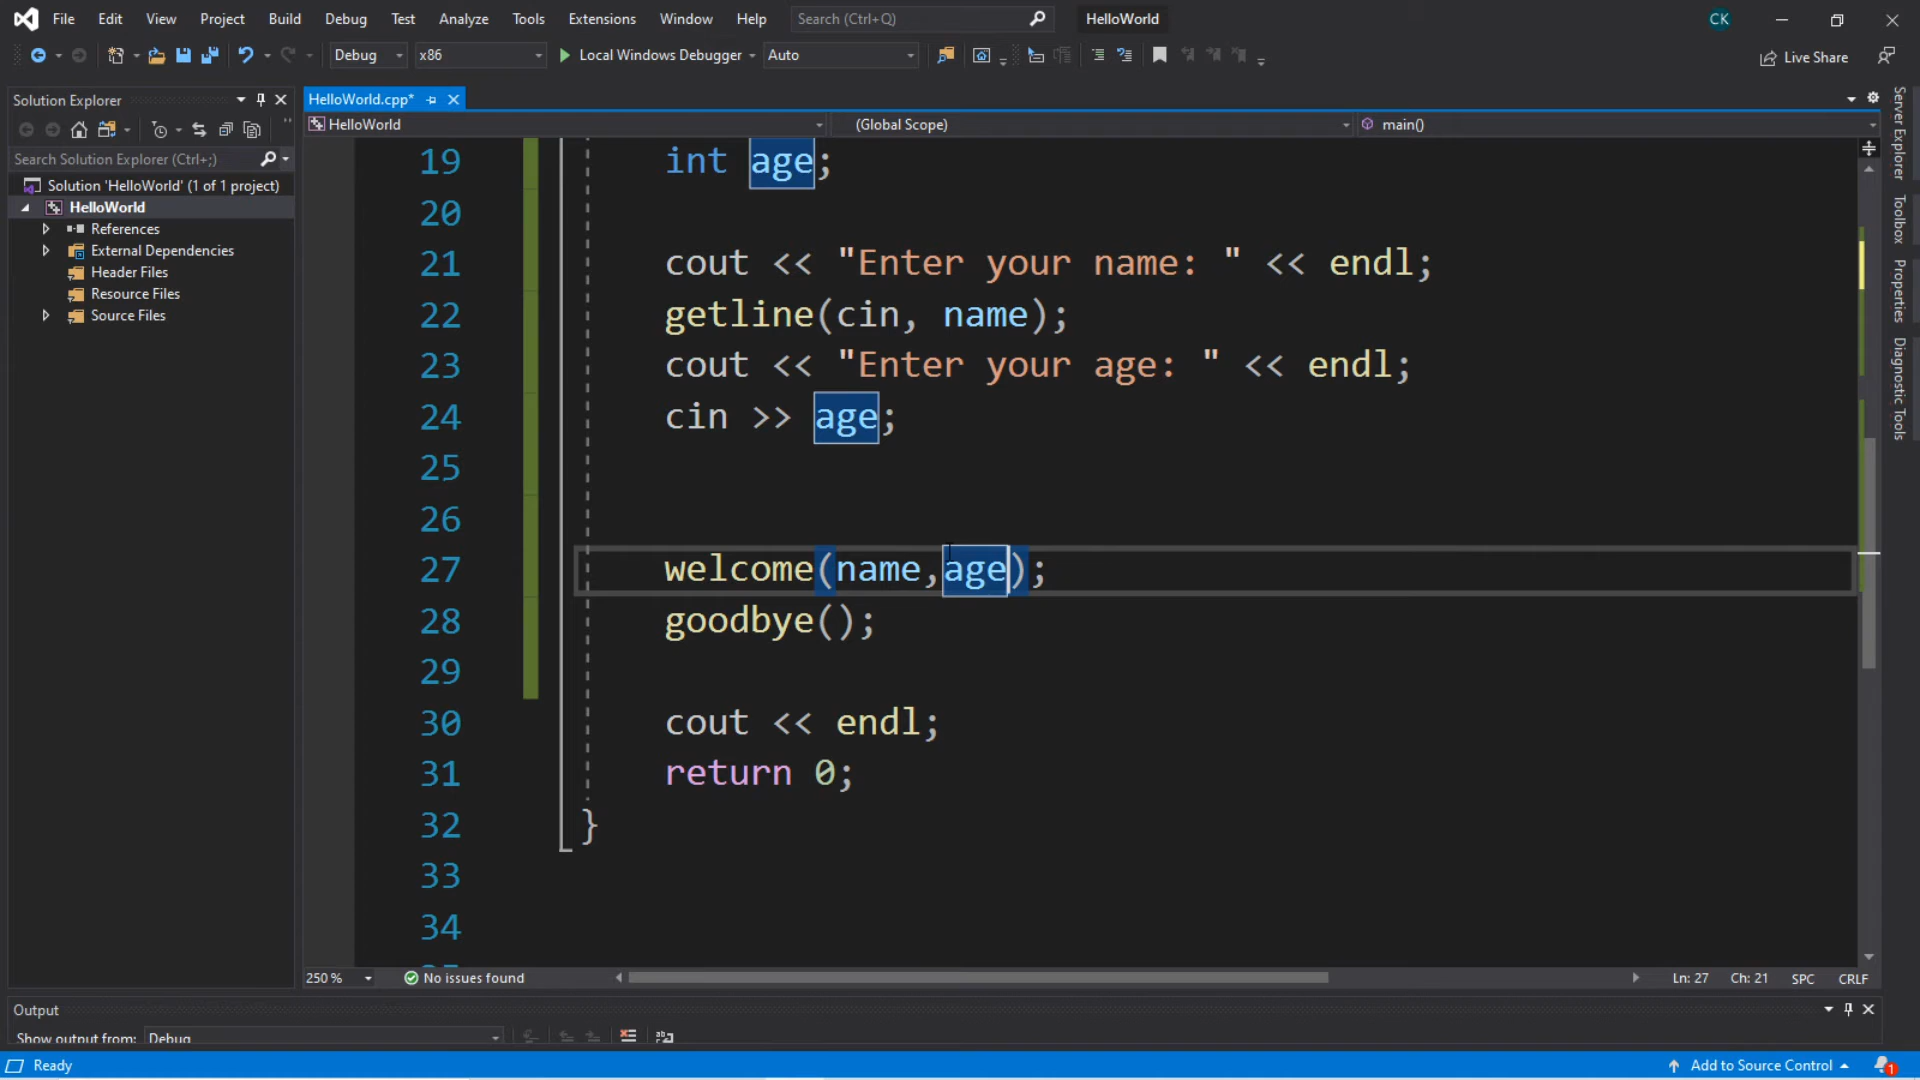 File Edit View Project Build Debug Test Analyze Tools Extensions Window Help Search (Ctrl+Q) HelloWorld CK
Debug x86 Local Windows Debugger Auto Live Share
Solution Explorer
Search Solution Explorer (Ctrl+;)
Solution 'HelloWorld' (1 of 1 project)
HelloWorld
References
External Dependencies
Header Files
Resource Files
Source Files
HelloWorld.cpp*
HelloWorld (Global Scope) main()
19 int age;
20
21 cout << "Enter your name: " << endl;
22 getline(cin, name);
23 cout << "Enter your age: " << endl;
24 cin >> age;
25
26
27 welcome(name,age);
28 goodbye();
29
30 cout << endl;
31 return 0;
32 }
33
34
250 % No issues found Ln: 27 Ch: 21 SPC CRLF
Server Explorer
Toolbox
Properties
Diagnostic Tools
Output
Show output from: Debug
Ready Add to Source Control 1